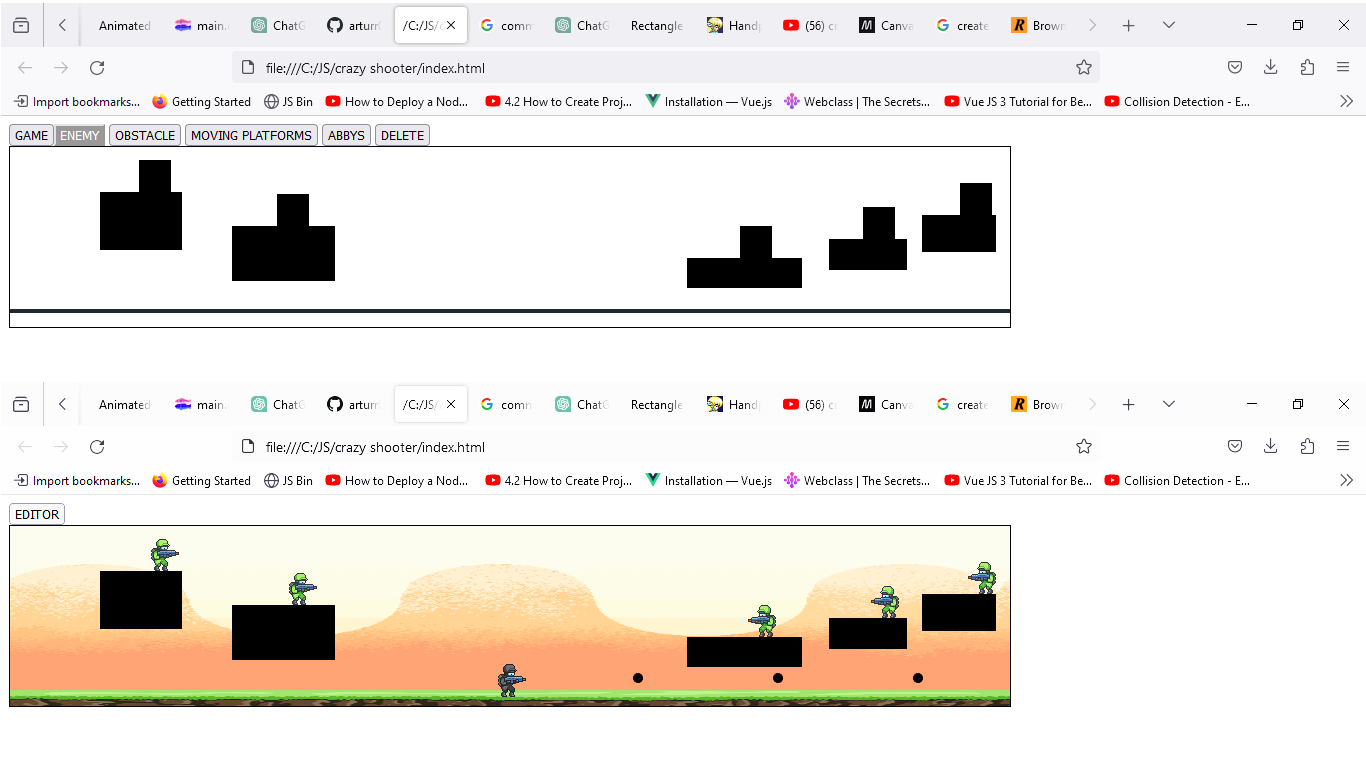 Animated main. ChatG arturr /C:/JS/c comm ChatG Rectangle Hand (56) c Canva create Brown
file:///C:/JS/crazy shooter/index.html
Import bookmarks... Getting Started JS Bin How to Deploy a Nod... 4.2 How to Create Proj... Installation — Vue.js Webclass | The Secrets... Vue JS 3 Tutorial for Be... Collision Detection - E...
GAME ENEMY OBSTACLE MOVING PLATFORMS ABBYS DELETE
Animated main. ChatG arturr /C:/JS/ comm ChatG Rectangle Hand (56) c Canva create Brown
file:///C:/JS/crazy shooter/index.html
Import bookmarks... Getting Started JS Bin How to Deploy a Nod... 4.2 How to Create Proj... Installation — Vue.js Webclass | The Secrets... Vue JS 3 Tutorial for Be... Collision Detection - E...
EDITOR